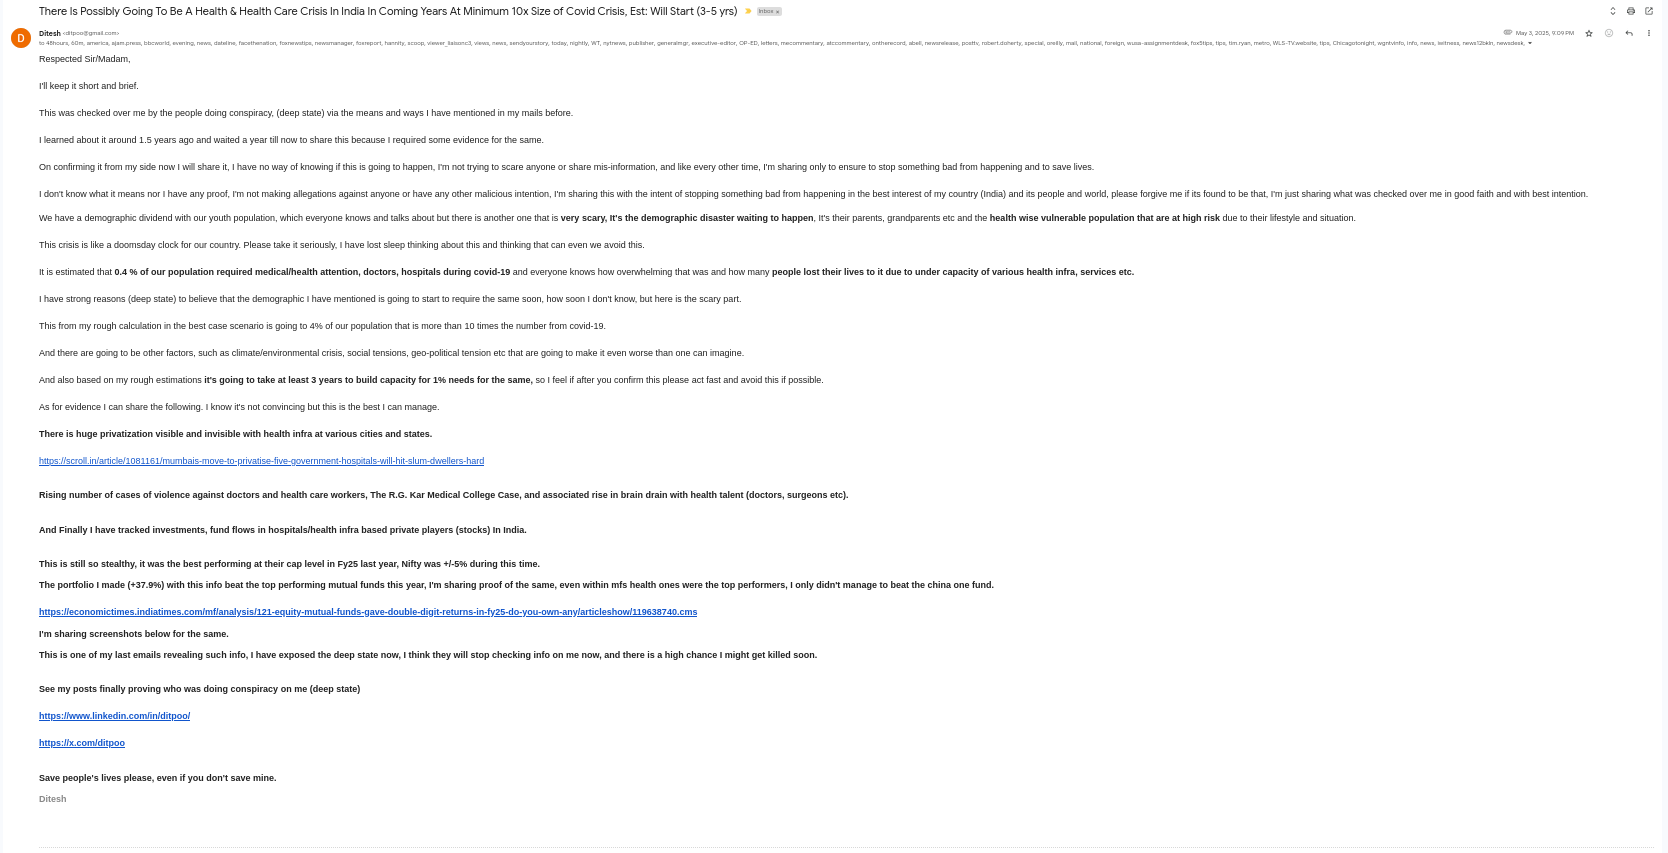 There Is Possibly Going To Be A Health & Health Care Crisis In India In Coming Years At Minimum 10x Size of Covid Crisis, Est: Will Start (3-5 yrs)
Inbox x
D
Ditesh <ditpoo@gmail.com>
May 3, 2025, 9:09 PM
to 48hours, 60m, america, ajam.press, bbcworld, evening, news, dateline, facethenation, foxnewstips, newsmanager, foxreport, hannity, scoop, viewer_liaisonc3, views, news, sendyourstory, today, nightly, WT, nytnews, publisher, generalmgr, executive-editor, OP-ED, letters, mecommentary, atccommentary, ontherecord, abell, newsrelease, posttv, robert.doherty, special, oreilly, mail, national, foreign, wusa-assignmentdesk, fox5tips, tips, tim.ryan, metro, WLS-TV.website, tips, Chicagotonight, wgntvinfo, info, news, iwitness, news12bkln, newsdesk,
Respected Sir/Madam,
I'll keep it short and brief.
This was checked over me by the people doing conspiracy, (deep state) via the means and ways I have mentioned in my mails before.
I learned about it around 1.5 years ago and waited a year till now to share this because I required some evidence for the same.
On confirming it from my side now I will share it, I have no way of knowing if this is going to happen, I'm not trying to scare anyone or share mis-information, and like every other time, I'm sharing only to ensure to stop something bad from happening and to save lives.
I don't know what it means nor I have any proof, I'm not making allegations against anyone or have any other malicious intention, I'm sharing this with the intent of stopping something bad from happening in the best interest of my country (India) and its people and world, please forgive me if its found to be that, I'm just sharing what was checked over me in good faith and with best intention.
We have a demographic dividend with our youth population, which everyone knows and talks about but there is another one that is very scary, It's the demographic disaster waiting to happen, It's their parents, grandparents etc and the health wise vulnerable population that are at high risk due to their lifestyle and situation.
This crisis is like a doomsday clock for our country. Please take it seriously, I have lost sleep thinking about this and thinking that can even we avoid this.
It is estimated that 0.4 % of our population required medical/health attention, doctors, hospitals during covid-19 and everyone knows how overwhelming that was and how many people lost their lives to it due to under capacity of various health infra, services etc.
I have strong reasons (deep state) to believe that the demographic I have mentioned is going to start to require the same soon, how soon I don't know, but here is the scary part.
This from my rough calculation in the best case scenario is going to 4% of our population that is more than 10 times the number from covid-19.
And there are going to be other factors, such as climate/environmental crisis, social tensions, geo-political tension etc that are going to make it even worse than one can imagine.
And also based on my rough estimations it's going to take at least 3 years to build capacity for 1% needs for the same, so I feel if after you confirm this please act fast and avoid this if possible.
As for evidence I can share the following. I know it's not convincing but this is the best I can manage.
There is huge privatization visible and invisible with health infra at various cities and states.
https://scroll.in/article/1081161/mumbais-move-to-privatise-five-government-hospitals-will-hit-slum-dwellers-hard
Rising number of cases of violence against doctors and health care workers, The R.G. Kar Medical College Case, and associated rise in brain drain with health talent (doctors, surgeons etc).
And Finally I have tracked investments, fund flows in hospitals/health infra based private players (stocks) In India.
This is still so stealthy, it was the best performing at their cap level in Fy25 last year, Nifty was +/-5% during this time.
The portfolio I made (+37.9%) with this info beat the top performing mutual funds this year, I'm sharing proof of the same, even within mfs health ones were the top performers, I only didn't manage to beat the china one fund.
https://economictimes.indiatimes.com/mf/analysis/121-equity-mutual-funds-gave-double-digit-returns-in-fy25-do-you-own-any/articleshow/119638740.cms
I'm sharing screenshots below for the same.
This is one of my last emails revealing such info, I have exposed the deep state now, I think they will stop checking info on me now, and there is a high chance I might get killed soon.
See my posts finally proving who was doing conspiracy on me (deep state)
https://www.linkedin.com/in/ditpoo/
https://x.com/ditpoo
Save people's lives please, even if you don't save mine.
Ditesh